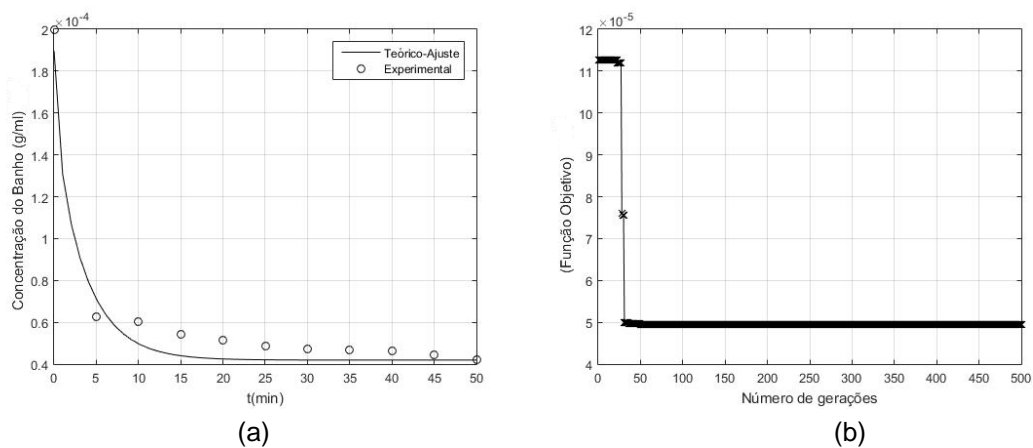 ×10⁻⁴
2
1.8
1.6
1.4
1.2
1
0.8
0.6
0.4
Concentração do Banho (g/ml)
Teórico-Ajuste
Experimental
0 5 10 15 20 25 30 35 40 45 50
t(min)
(a)
×10⁻⁵
12
11
10
9
8
7
6
5
4
(Função Objetivo)
0 50 100 150 200 250 300 350 400 450 500
Número de gerações
(b)